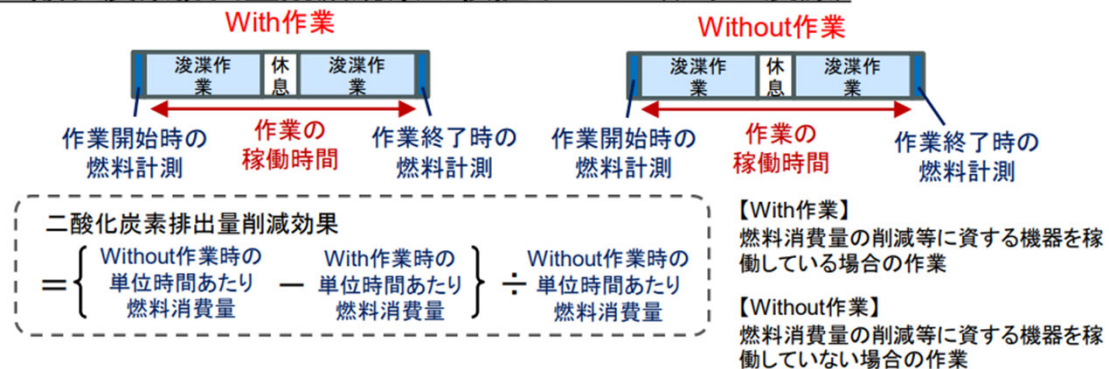 With作業
Without作業
浚渫作
業
休
息
浚渫作
業
浚渫作
業
休
息
浚渫作
業
作業開始時の
燃料計測
作業の
稼働時間
作業終了時の
燃料計測
作業開始時の
燃料計測
作業の
稼働時間
作業終了時の
燃料計測
二酸化炭素排出量削減効果
Without作業時の
単位時間あたり
燃料消費量
With作業時の
単位時間あたり
燃料消費量
Without作業時の
単位時間あたり
燃料消費量
=
{
−
}
÷
【With作業】
燃料消費量の削減等に資する機器を稼
働している場合の作業
【Without作業】
燃料消費量の削減等に資する機器を稼
働していない場合の作業